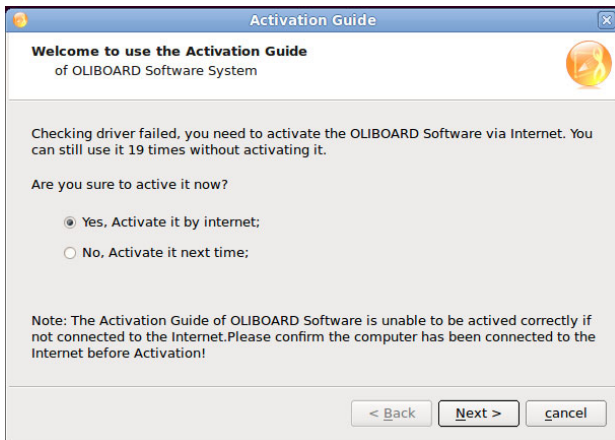 Activation Guide
Welcome to use the Activation Guide
of OLIBOARD Software System
Checking driver failed, you need to activate the OLIBOARD Software via Internet. You
can still use it 19 times without activating it.
Are you sure to active it now?
Yes, Activate it by internet;
No, Activate it next time;
Note: The Activation Guide of OLIBOARD Software is unable to be actived correctly if
not connected to the Internet.Please confirm the computer has been connected to the
Internet before Activation!
< Back Next > cancel